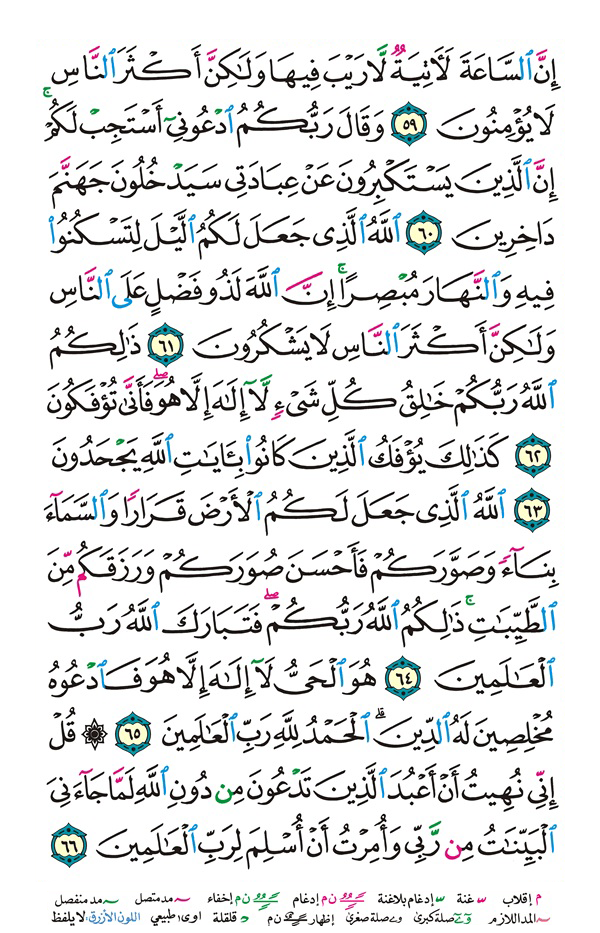 إِنَّ ٱلسَّاعَةَ لَأٓتِيَةٌ لَّا رَيْبَ فِيهَا وَلَٰكِنَّ أَكْثَرَ ٱلنَّاسِ
لَا يُؤْمِنُونَ ٥٩ وَقَالَ رَبُّكُمُ ٱدْعُونِىٓ أَسْتَجِبْ لَكُمْ ۚ
إِنَّ ٱلَّذِينَ يَسْتَكْبِرُونَ عَنْ عِبَادَتِى سَيَدْخُلُونَ جَهَنَّمَ
دَاخِرِينَ ٦٠ ٱللَّهُ ٱلَّذِى جَعَلَ لَكُمُ ٱلَّيْلَ لِتَسْكُنُوا۟
فِيهِ وَٱلنَّهَارَ مُبْصِرًا ۚ إِنَّ ٱللَّهَ لَذُو فَضْلٍ عَلَى ٱلنَّاسِ
وَلَٰكِنَّ أَكْثَرَ ٱلنَّاسِ لَا يَشْكُرُونَ ٦١ ذَٰلِكُمُ
ٱللَّهُ رَبُّكُمْ خَٰلِقُ كُلِّ شَىْءٍ لَّآ إِلَٰهَ إِلَّا هُوَ ۖ فَأَنَّىٰ تُؤْفَكُونَ
٦٢ كَذَٰلِكَ يُؤْفَكُ ٱلَّذِينَ كَانُوا۟ بِـَٔايَٰتِ ٱللَّهِ يَجْحَدُونَ
٦٣ ٱللَّهُ ٱلَّذِى جَعَلَ لَكُمُ ٱلْأَرْضَ قَرَارًا وَٱلسَّمَآءَ
بِنَآءً وَصَوَّرَكُمْ فَأَحْسَنَ صُوَرَكُمْ وَرَزَقَكُم مِّنَ
ٱلطَّيِّبَٰتِ ۚ ذَٰلِكُمُ ٱللَّهُ رَبُّكُمْ ۖ فَتَبَارَكَ ٱللَّهُ رَبُّ
ٱلْعَٰلَمِينَ ٦٤ هُوَ ٱلْحَىُّ لَآ إِلَٰهَ إِلَّا هُوَ فَٱدْعُوهُ
مُخْلِصِينَ لَهُ ٱلدِّينَ ۗ ٱلْحَمْدُ لِلَّهِ رَبِّ ٱلْعَٰلَمِينَ ٦٥ ۞ قُلْ
إِنِّى نُهِيتُ أَنْ أَعْبُدَ ٱلَّذِينَ تَدْعُونَ مِن دُونِ ٱللَّهِ لَمَّا جَآءَنِىَ
ٱلْبَيِّنَٰتُ مِن رَّبِّى وَأُمِرْتُ أَنْ أُسْلِمَ لِرَبِّ ٱلْعَٰلَمِينَ ٦٦
م إقلاب غنة إدغام بلاغنة ن م إدغام ن م إخفاء مد متصل مد منفصل
المد اللازم صلة كبرى صلة صغرى إظهار ن م قلقلة اوى؛ طبيعي اللون الأزرق: لا يلفظ